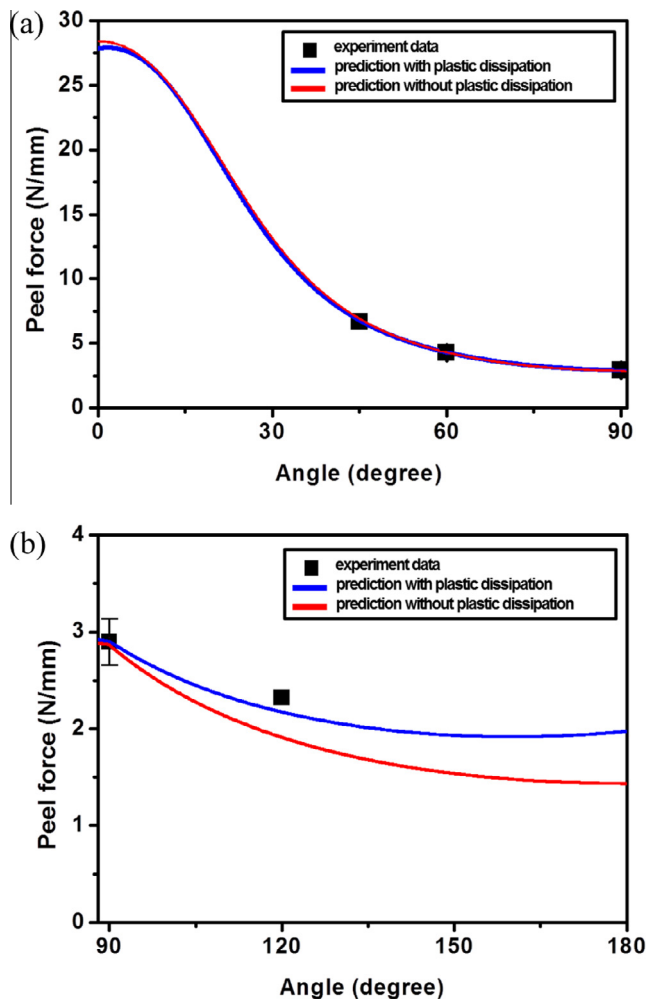 (a)
30
25
20
15
10
5
0
Peel force (N/mm)
experiment data
prediction with plastic dissipation
prediction without plastic dissipation
0 30 60 90
Angle (degree)
(b)
4
3
2
1
0
Peel force (N/mm)
experiment data
prediction with plastic dissipation
prediction without plastic dissipation
90 120 150 180
Angle (degree)